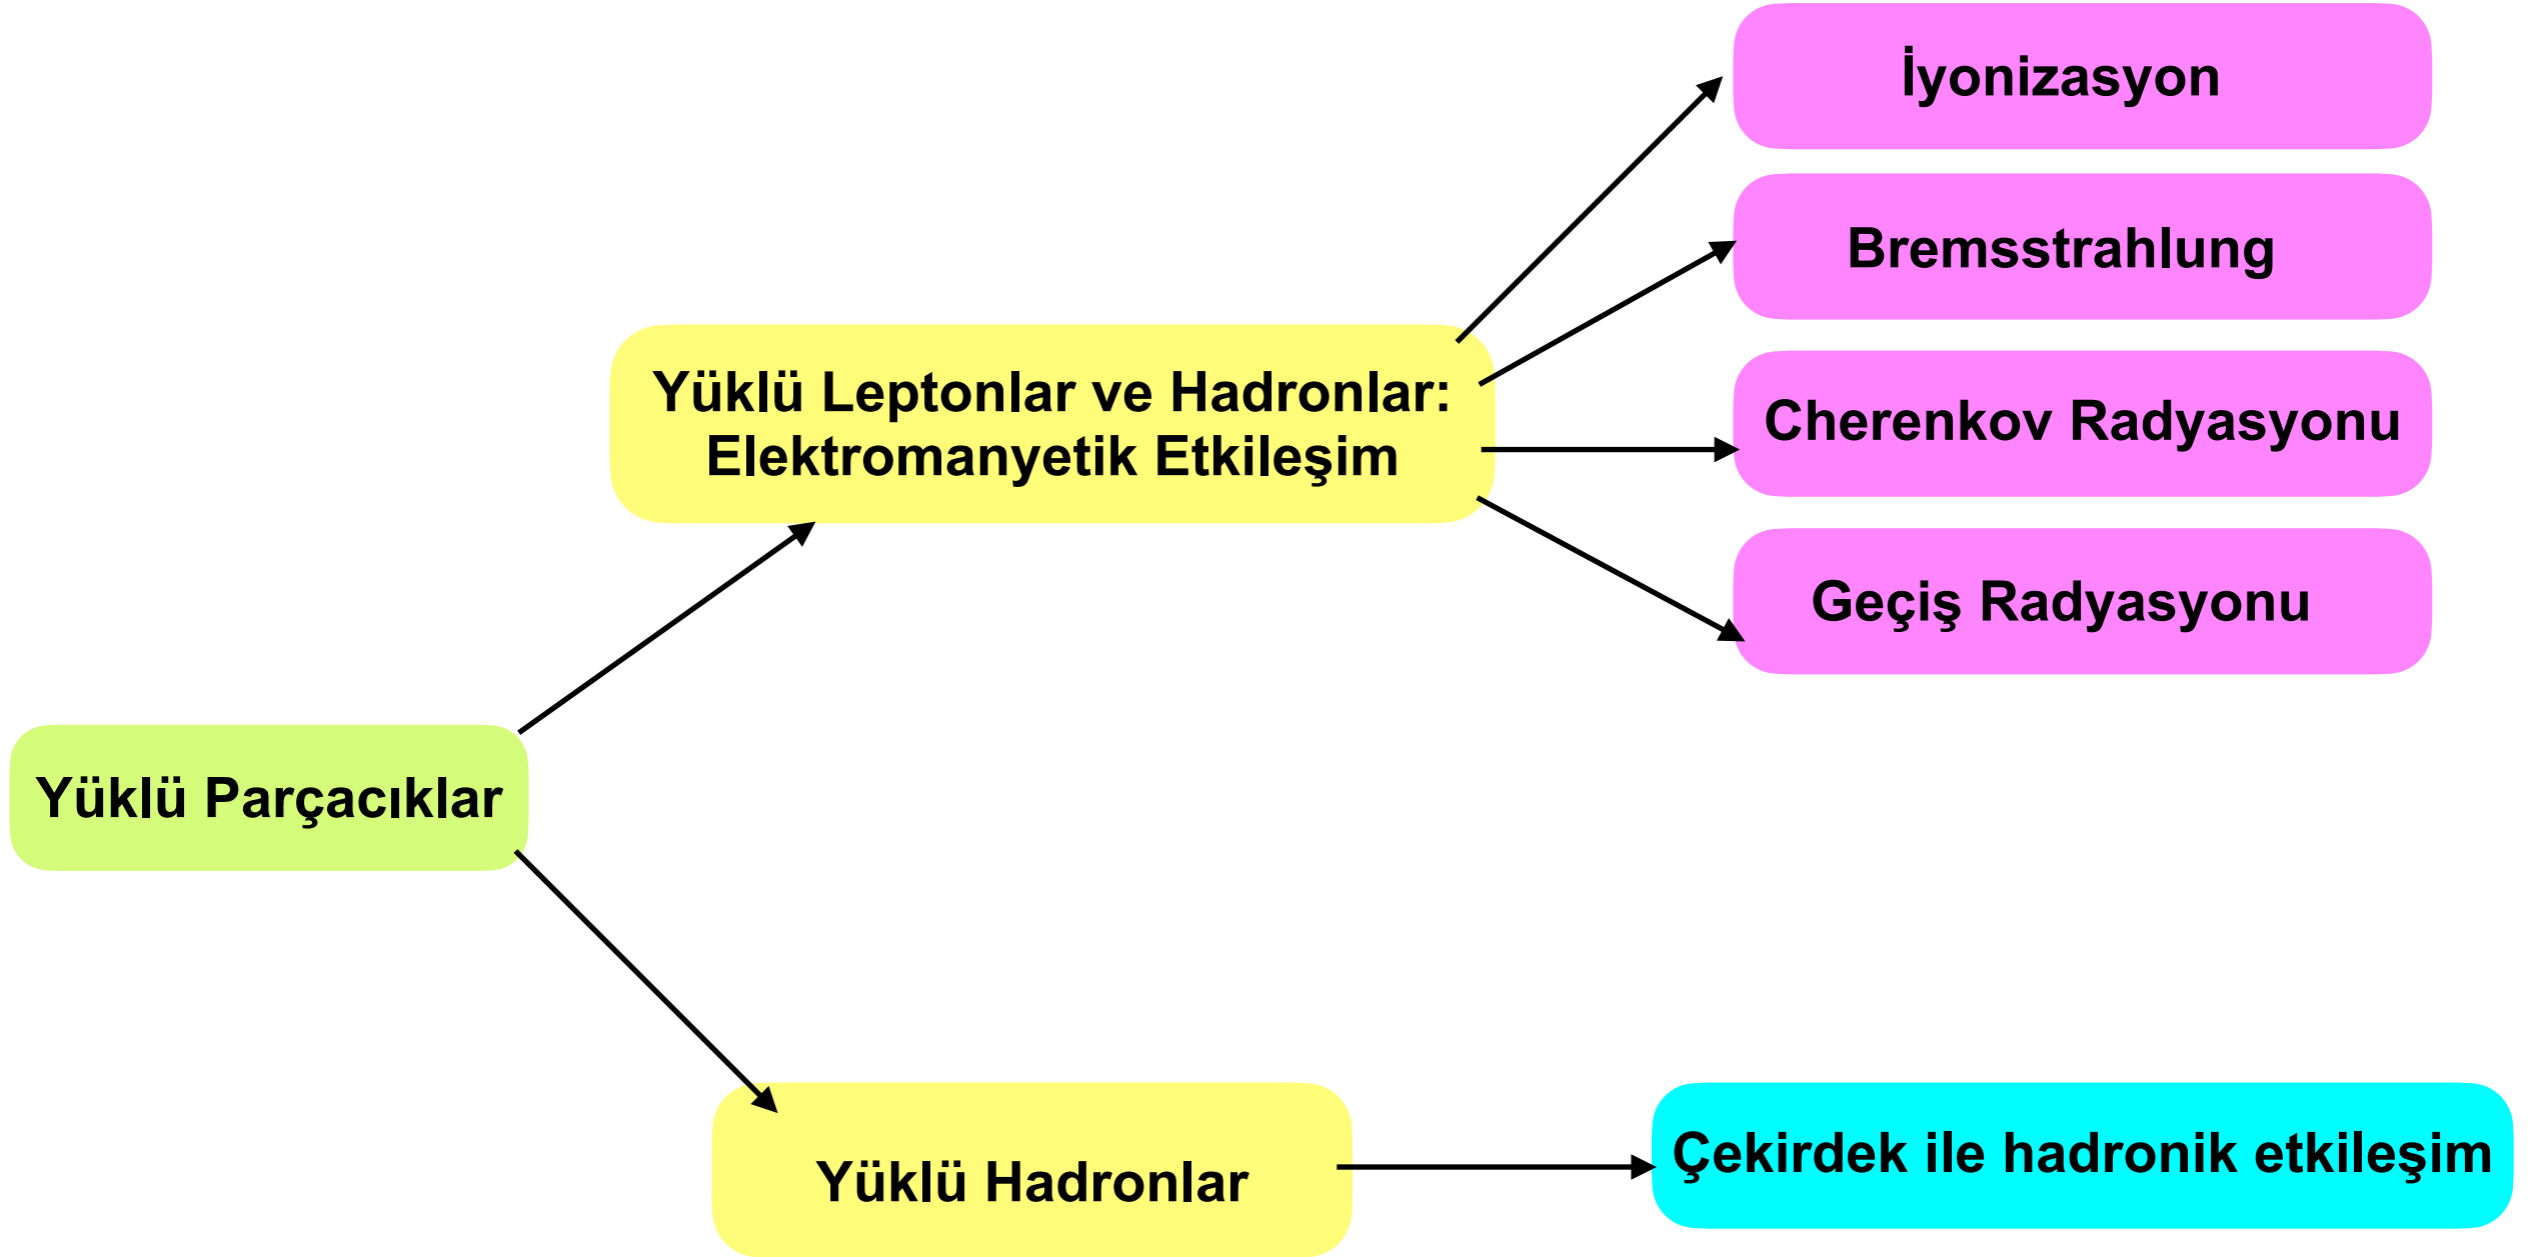 İyonizasyon
Bremsstrahlung
Yüklü Leptonlar ve Hadronlar:
Elektromanyetik Etkileşim
Cherenkov Radyasyonu
Geçiş Radyasyonu
Yüklü Parçacıklar
Yüklü Hadronlar
Çekirdek ile hadronik etkileşim